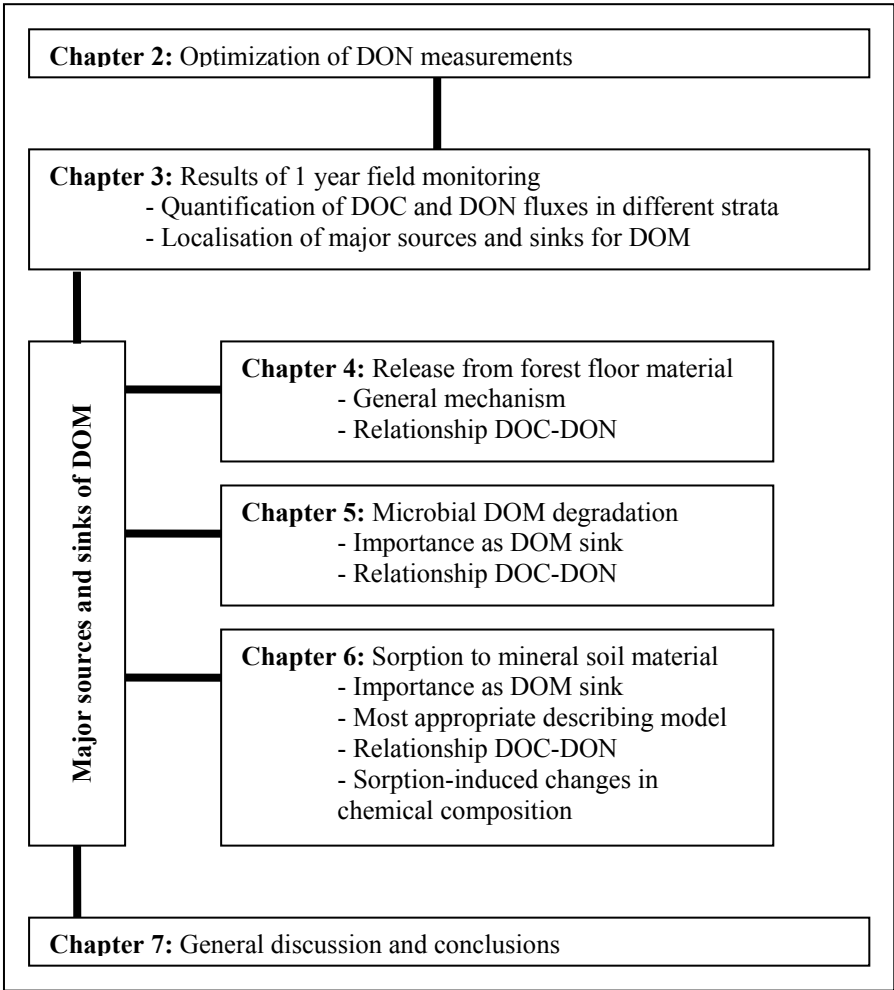 Chapter 2: Optimization of DON measurements
Chapter 3: Results of 1 year field monitoring
- Quantification of DOC and DON fluxes in different strata
- Localisation of major sources and sinks for DOM
Major sources and sinks of DOM
Chapter 4: Release from forest floor material
- General mechanism
- Relationship DOC-DON
Chapter 5: Microbial DOM degradation
- Importance as DOM sink
- Relationship DOC-DON
Chapter 6: Sorption to mineral soil material
- Importance as DOM sink
- Most appropriate describing model
- Relationship DOC-DON
- Sorption-induced changes in
chemical composition
Chapter 7: General discussion and conclusions